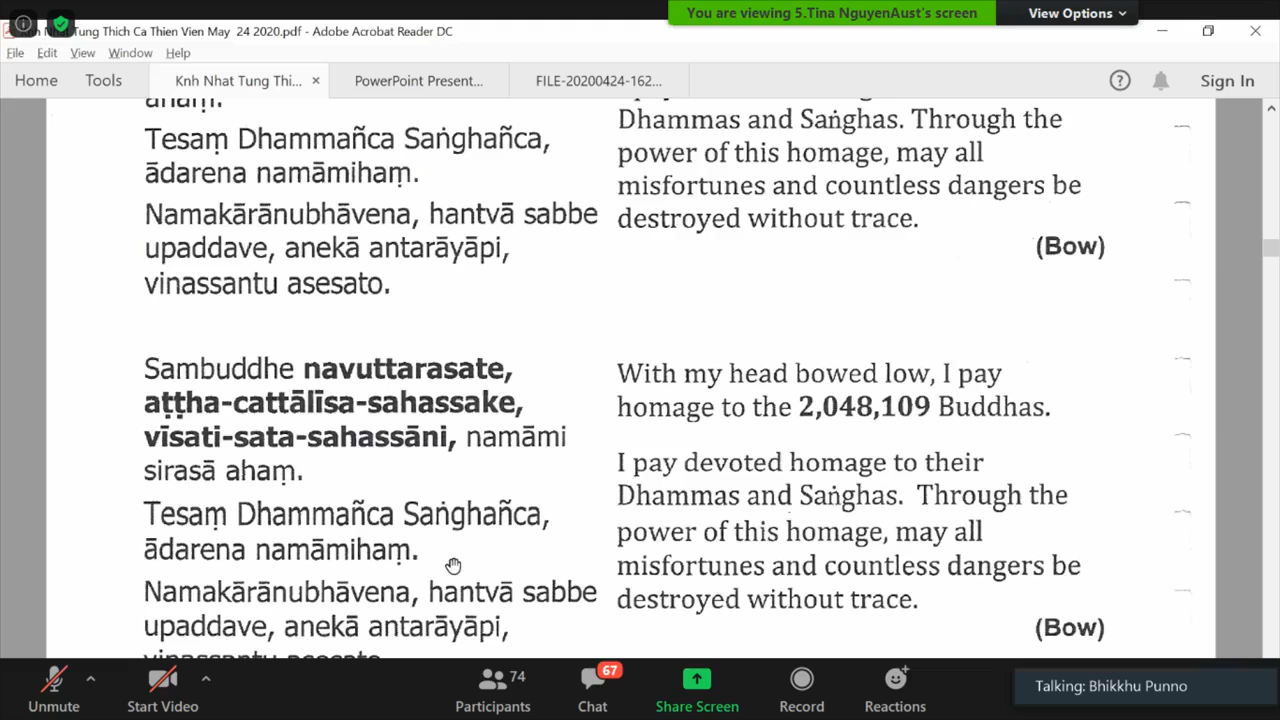 You are viewing 5.Tina NguyenAust's screen
View Options
Tung Thich Ca Thien Vien May 24 2020.pdf - Adobe Acrobat Reader DC
File Edit View Window Help
Home Tools Knh Nhat Tung Thi... × PowerPoint Present... FILE-20200424-162... Sign In
ahaṃ.
Tesaṃ Dhammañca Saṅghañca,
ādarena namāmihaṃ.
Namakārānubhāvena, hantvā sabbe
upaddave, anekā antarāyāpi,
vinassantu asesato.
Sambuddhe navuttarasate,
aṭṭha-cattālīsa-sahassake,
vīsati-sata-sahassāni, namāmi
sirasā ahaṃ.
Tesaṃ Dhammañca Saṅghañca,
ādarena namāmihaṃ.
Namakārānubhāvena, hantvā sabbe
upaddave, anekā antarāyāpi,
vinassantu asesato.
Dhammas and Saṅghas. Through the
power of this homage, may all
misfortunes and countless dangers be
destroyed without trace.
(Bow)
With my head bowed low, I pay
homage to the 2,048,109 Buddhas.
I pay devoted homage to their
Dhammas and Saṅghas. Through the
power of this homage, may all
misfortunes and countless dangers be
destroyed without trace.
(Bow)
Unmute
Start Video
Participants 74
Chat 67
Share Screen
Record
Reactions
Talking: Bhikkhu Punno